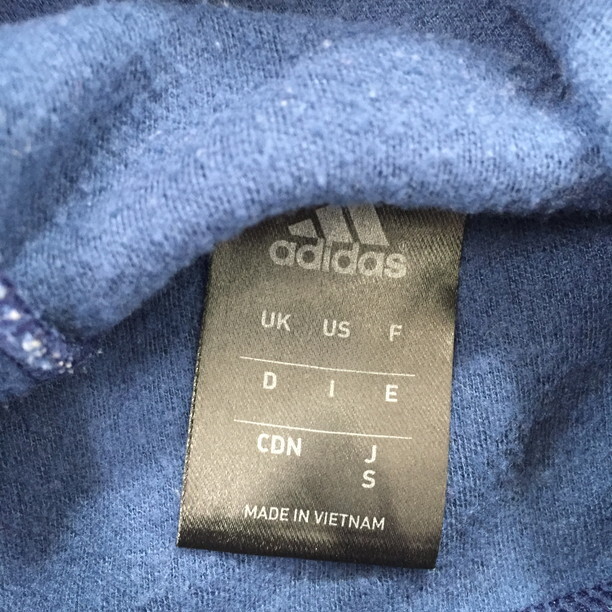 adidas
UK US F
D I E
CDN J
S
MADE IN VIETNAM